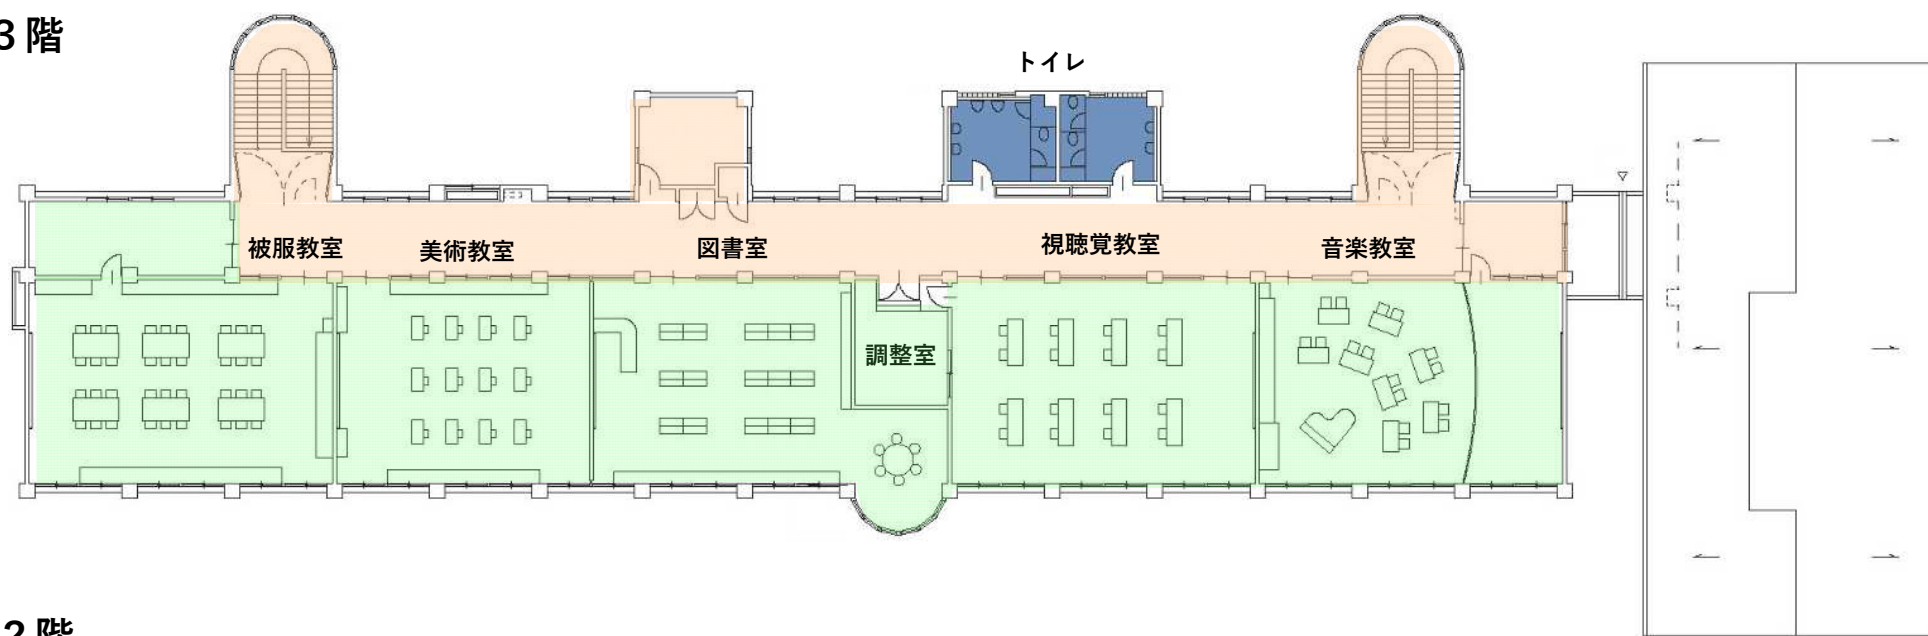 3階
トイレ
被服教室
美術教室
図書室
視聴覚教室
音楽教室
調整室
2階